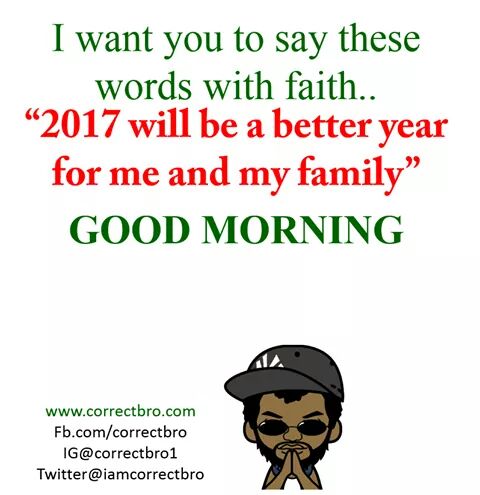 I want you to say these
words with faith..
“2017 will be a better year
for me and my family”
GOOD MORNING
www.correctbro.com
Fb.com/correctbro
IG@correctbro1
Twitter@iamcorrectbro